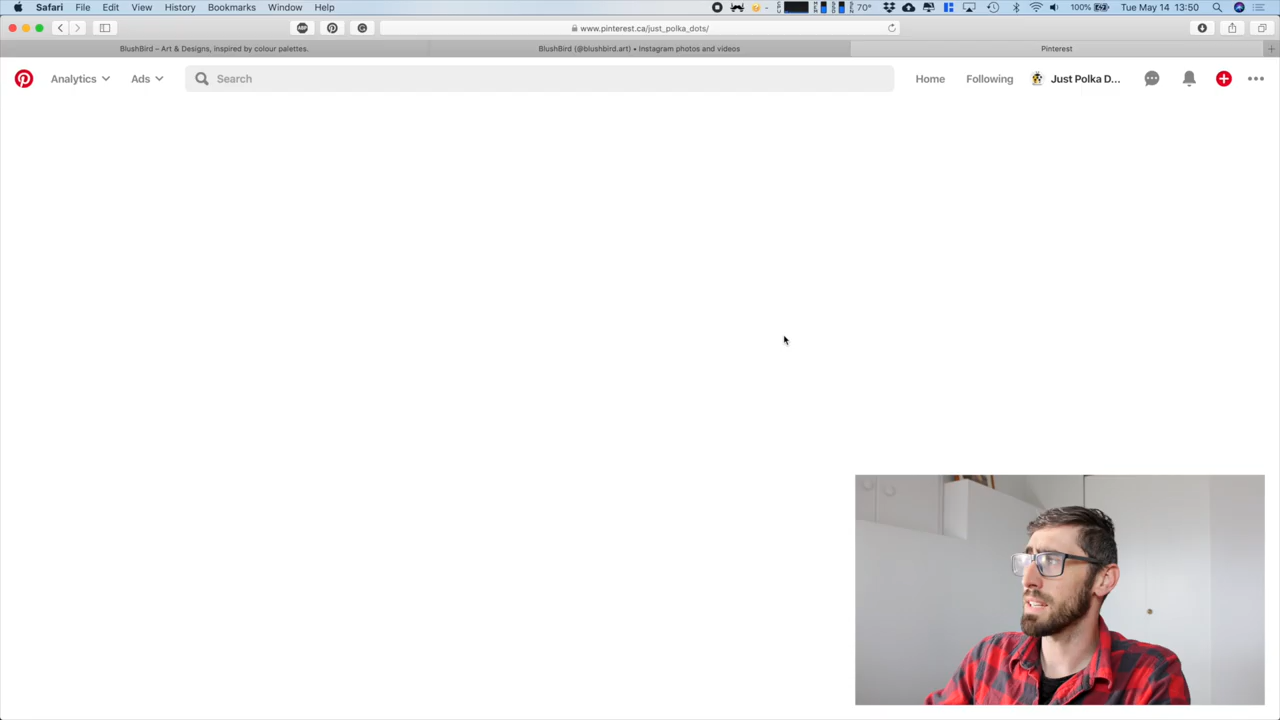 Safari File Edit View History Bookmarks Window Help 70° 100% Tue May 14 13:50
www.pinterest.ca/just_polka_dots/
BlushBird – Art & Designs, inspired by colour palettes. BlushBird (@blushbird.art) • Instagram photos and videos Pinterest
Analytics Ads Search Home Following Just Polka D...